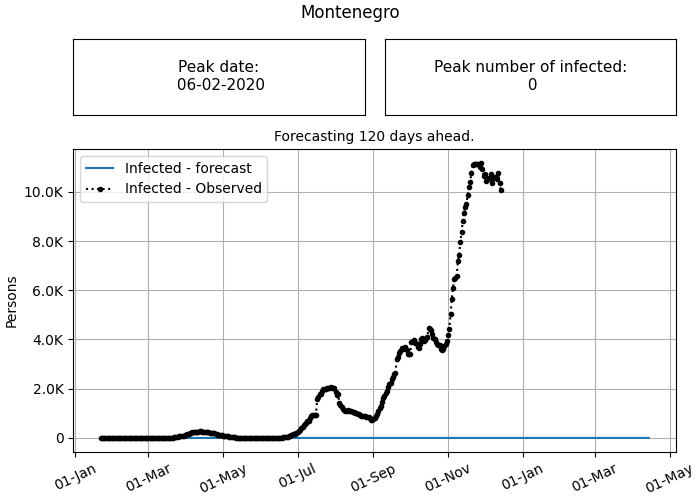 Montenegro
Peak date:
06-02-2020
Peak number of infected:
0
Forecasting 120 days ahead.
Infected - forecast
Infected - Observed
Persons
10.0K
8.0K
6.0K
4.0K
2.0K
0
01-Jan
01-Mar
01-May
01-Jul
01-Sep
01-Nov
01-Jan
01-Mar
01-May